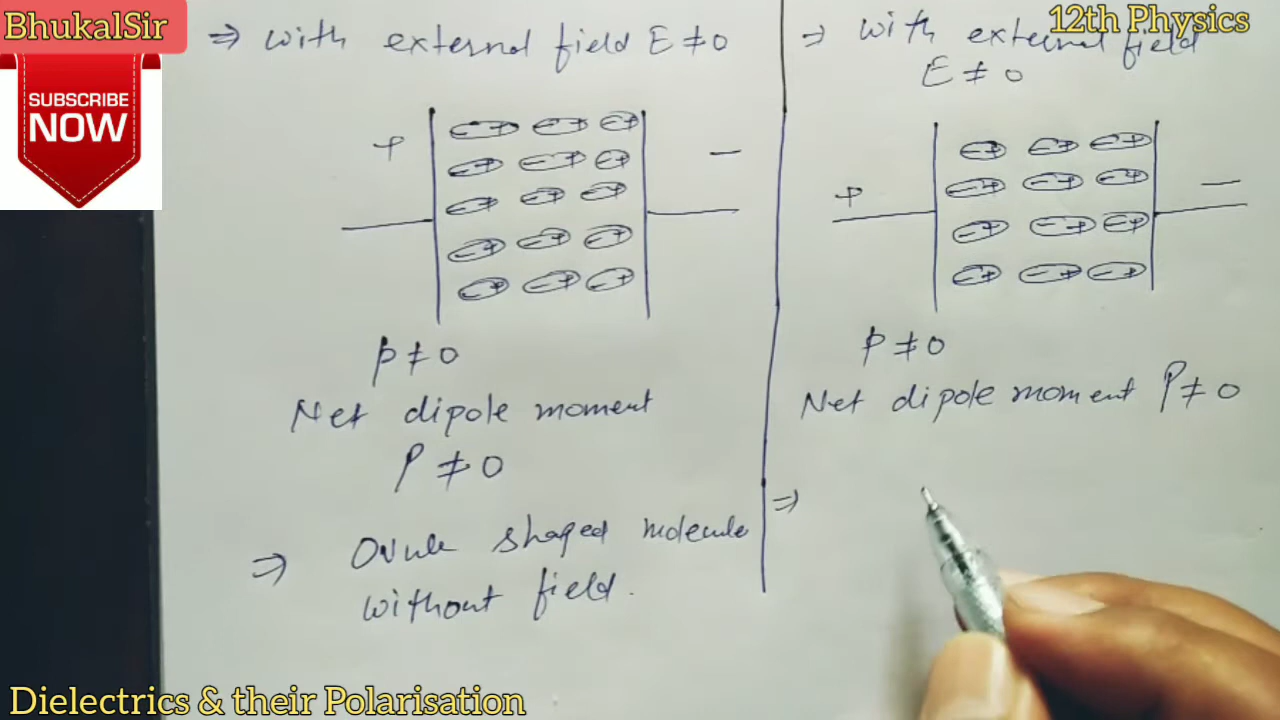 BhukalSir
SUBSCRIBE
NOW
12th Physics
⇒ with external field E ≠ 0
+
−
p ≠ 0
Net dipole moment
P ≠ 0
⇒ Ovule shaped molecule
without field.
⇒ with external field
E ≠ 0
+
−
p ≠ 0
Net dipole moment P ≠ 0
⇒
Dielectrics & their Polarisation